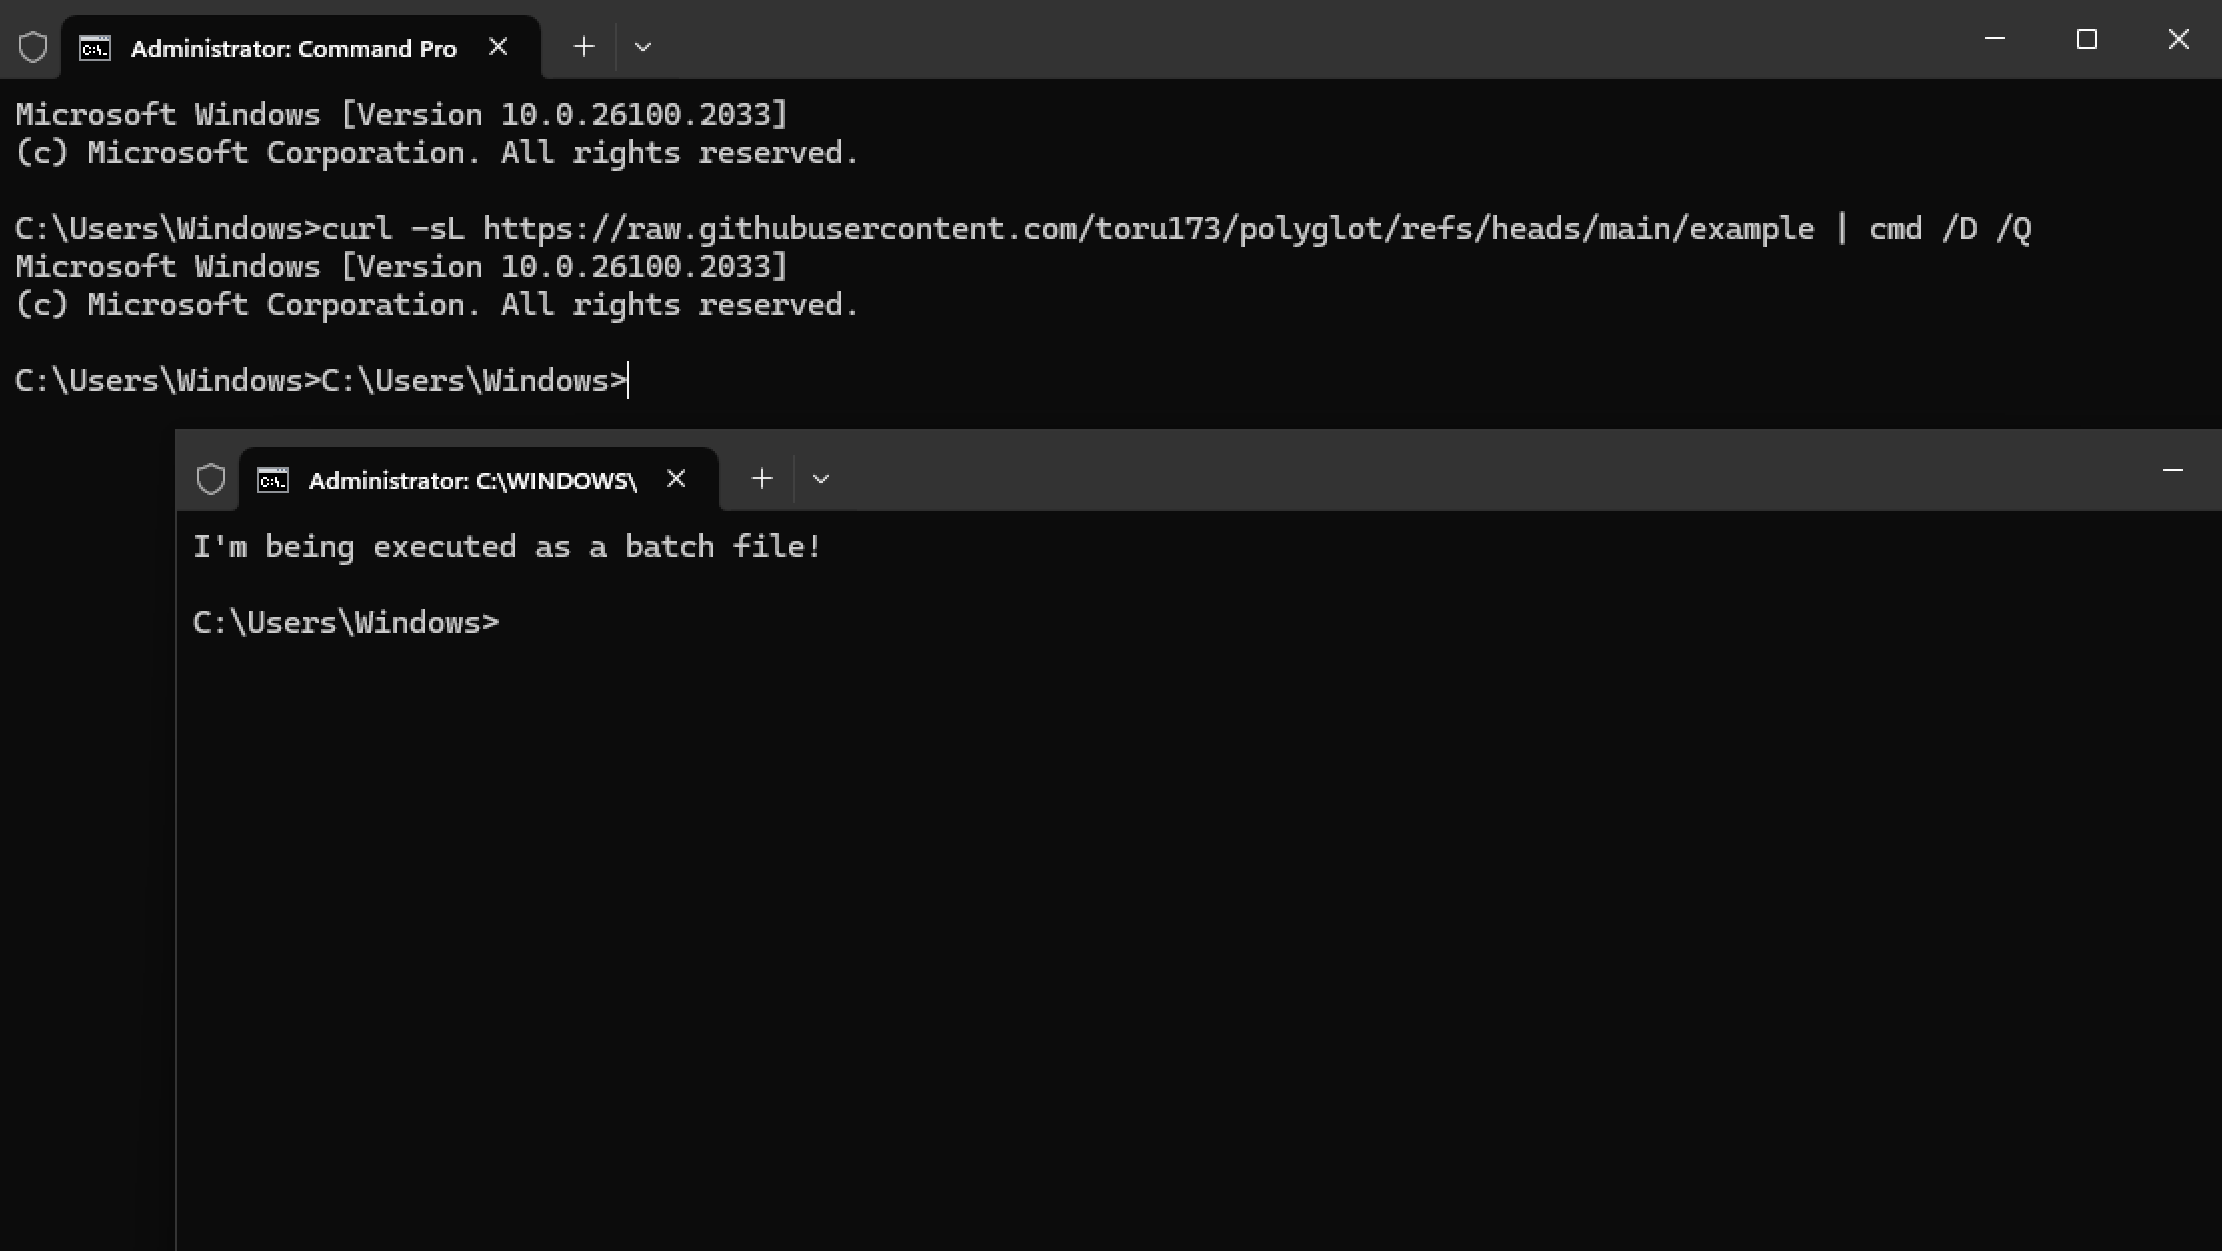 Administrator: Command Pro
Microsoft Windows [Version 10.0.26100.2033]
(c) Microsoft Corporation. All rights reserved.
C:\Users\Windows>curl -sL https://raw.githubusercontent.com/toru173/polyglot/refs/heads/main/example | cmd /D /Q
Microsoft Windows [Version 10.0.26100.2033]
(c) Microsoft Corporation. All rights reserved.
C:\Users\Windows>C:\Users\Windows>
Administrator: C:\WINDOWS\
I'm being executed as a batch file!
C:\Users\Windows>